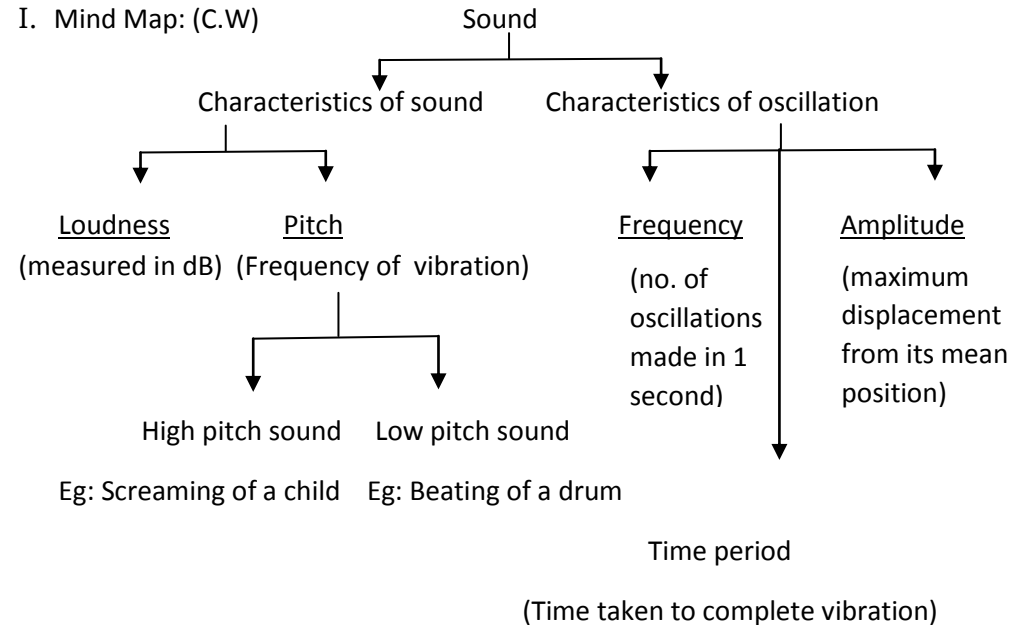 I. Mind Map: (C.W)
Sound
Characteristics of sound
Characteristics of oscillation
Loudness
(measured in dB)
Pitch
(Frequency of vibration)
High pitch sound
Eg: Screaming of a child
Low pitch sound
Eg: Beating of a drum
Frequency
(no. of
oscillations
made in 1
second)
Amplitude
(maximum
displacement
from its mean
position)
Time period
(Time taken to complete vibration)